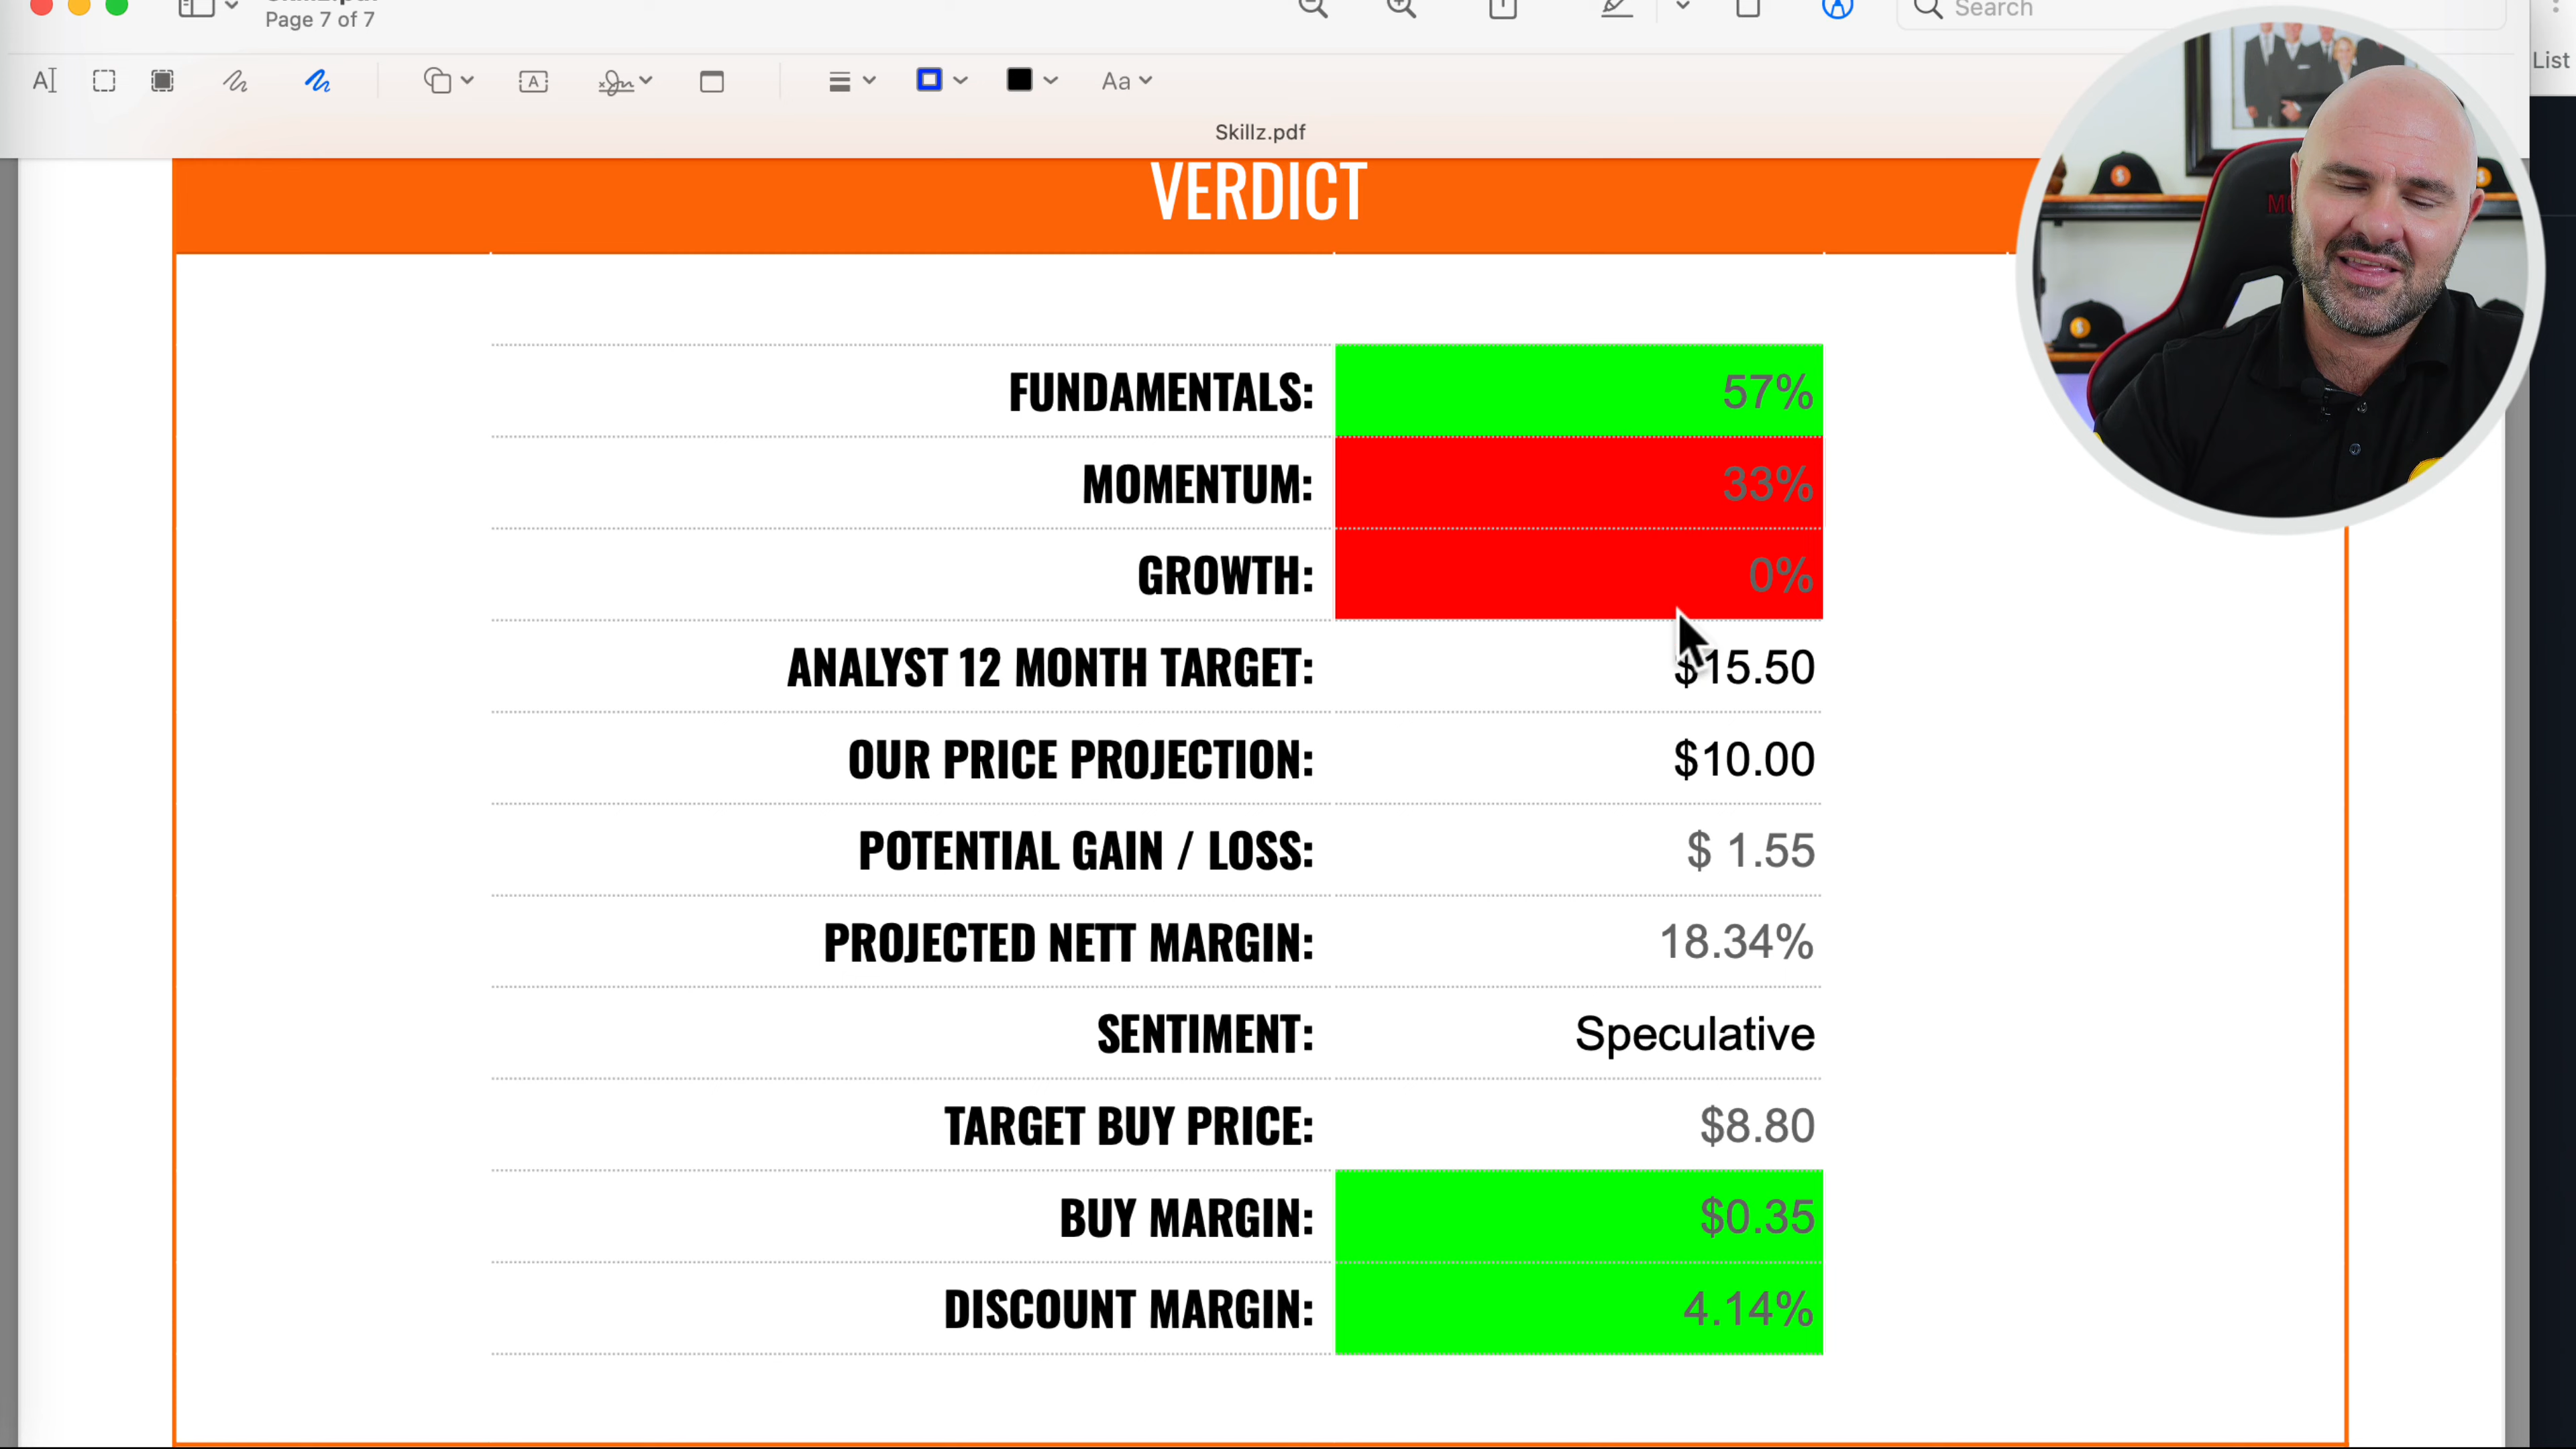 Page 7 of 7
Search
List
Skillz.pdf
VERDICT
FUNDAMENTALS: 57%
MOMENTUM: 33%
GROWTH: 0%
ANALYST 12 MONTH TARGET: $15.50
OUR PRICE PROJECTION: $10.00
POTENTIAL GAIN / LOSS: $ 1.55
PROJECTED NETT MARGIN: 18.34%
SENTIMENT: Speculative
TARGET BUY PRICE: $8.80
BUY MARGIN: $0.35
DISCOUNT MARGIN: 4.14%